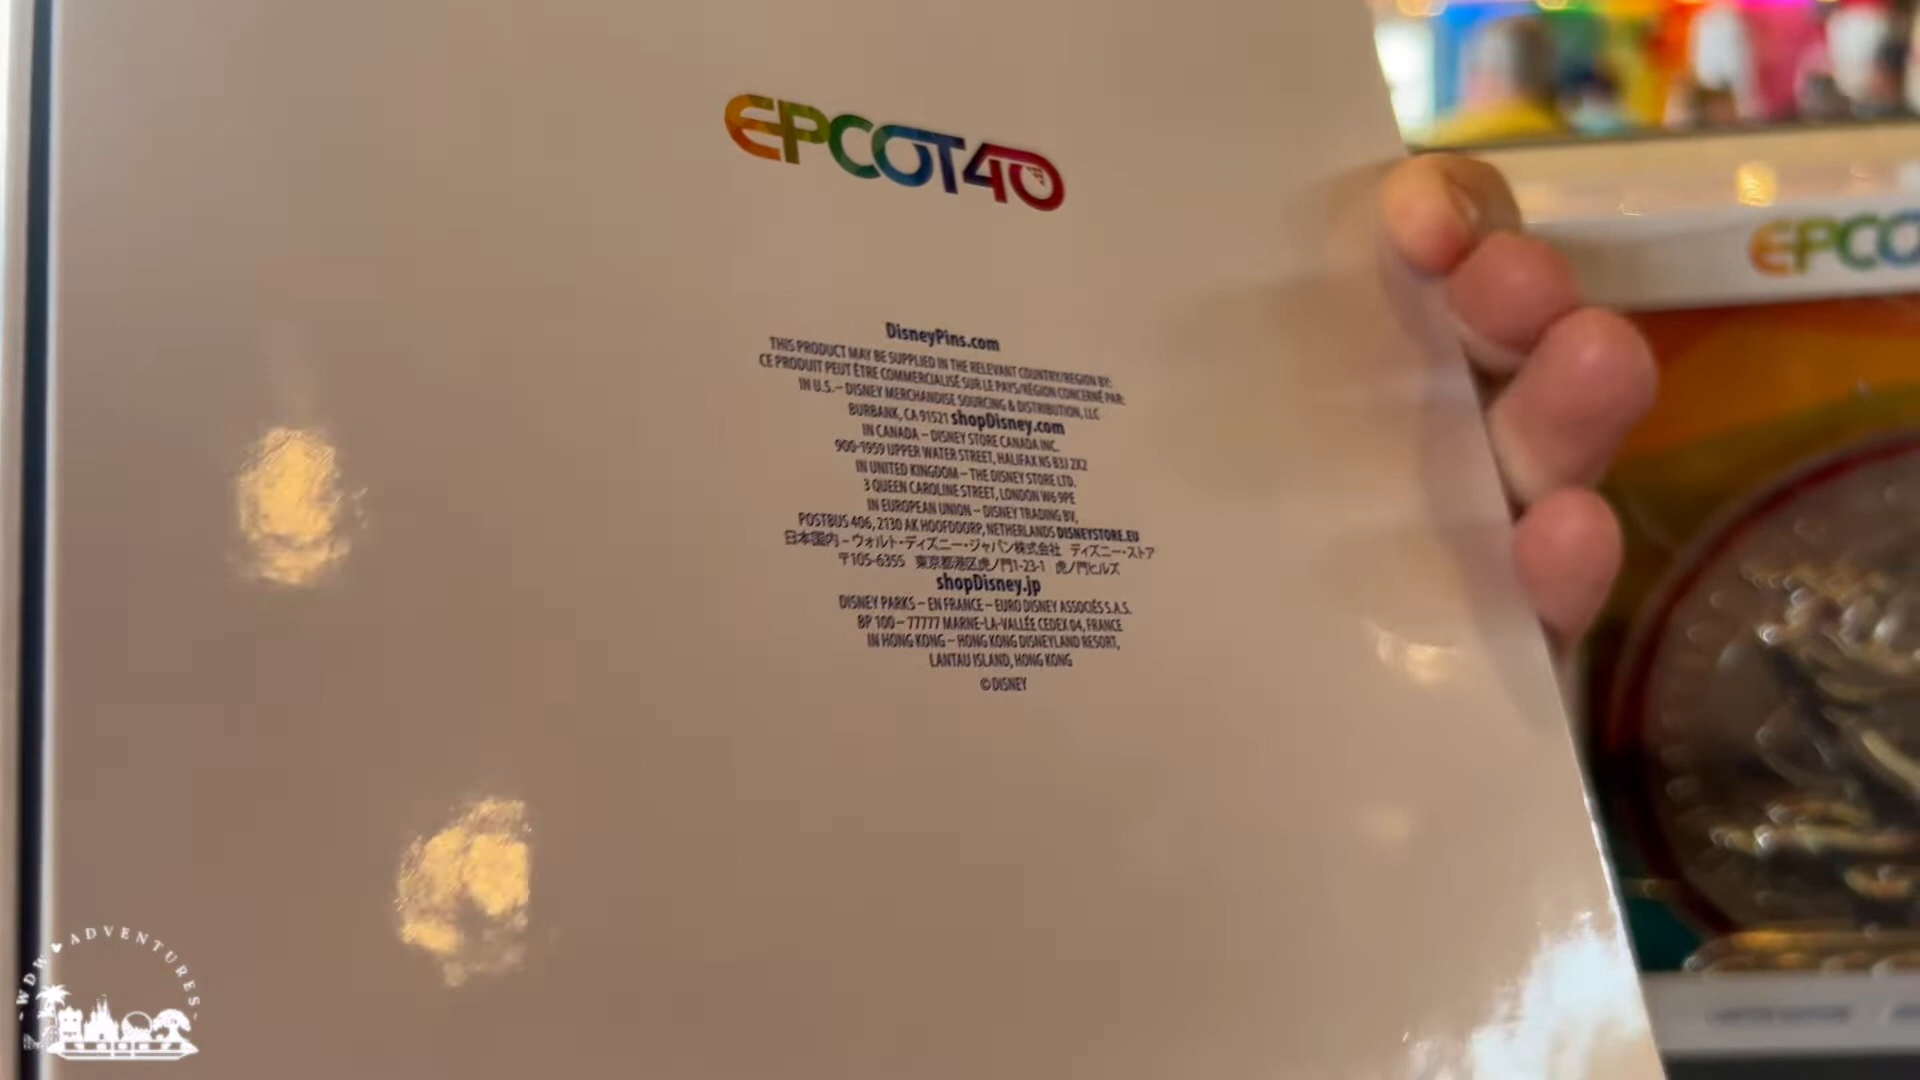 EPCOT40
EPCO
DisneyPins.com
THIS PRODUCT MAY BE SUPPLIED IN THE RELEVANT COUNTRY/REGION BY:
CE PRODUIT PEUT ÊTRE COMMERCIALISÉ SUR LE PAYS/RÉGION CONCERNÉ PAR:
IN U.S. – DISNEY MERCHANDISE SOURCING & DISTRIBUTION, LLC
BURBANK, CA 91521 shopDisney.com
IN CANADA – DISNEY STORE CANADA INC.
900-1959 UPPER WATER STREET, HALIFAX NS B3J 2X2
IN UNITED KINGDOM – THE DISNEY STORE LTD.
3 QUEEN CAROLINE STREET, LONDON W6 9PE
IN EUROPEAN UNION – DISNEY TRADING BV,
POSTBUS 406, 2130 AK HOOFDDORP, NETHERLANDS DISNEYSTORE.EU
日本国内 – ウォルト・ディズニー・ジャパン株式会社 ディズニー・ストア
〒105-6355 東京都港区虎ノ門1-23-1 虎ノ門ヒルズ
shopDisney.jp
DISNEY PARKS – EN FRANCE – EURO DISNEY ASSOCIÉS S.A.S.
BP 100 – 77777 MARNE-LA-VALLÉE CEDEX 04, FRANCE
IN HONG KONG – HONG KONG DISNEYLAND RESORT,
LANTAU ISLAND, HONG KONG
© DISNEY
WDW ADVENTURES